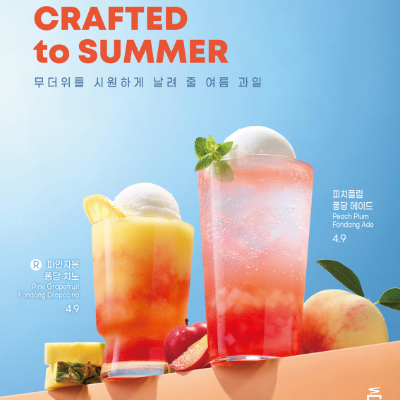 CRAFTED
to SUMMER
무더위를 시원하게 날려 줄 여름 과일
피치플럼
퐁당 에이드
Peach Plum
Fondang Ade
4.9
R 파인자몽
퐁당 치노
Pine Grapefruit
Fondang Dropccino
4.9